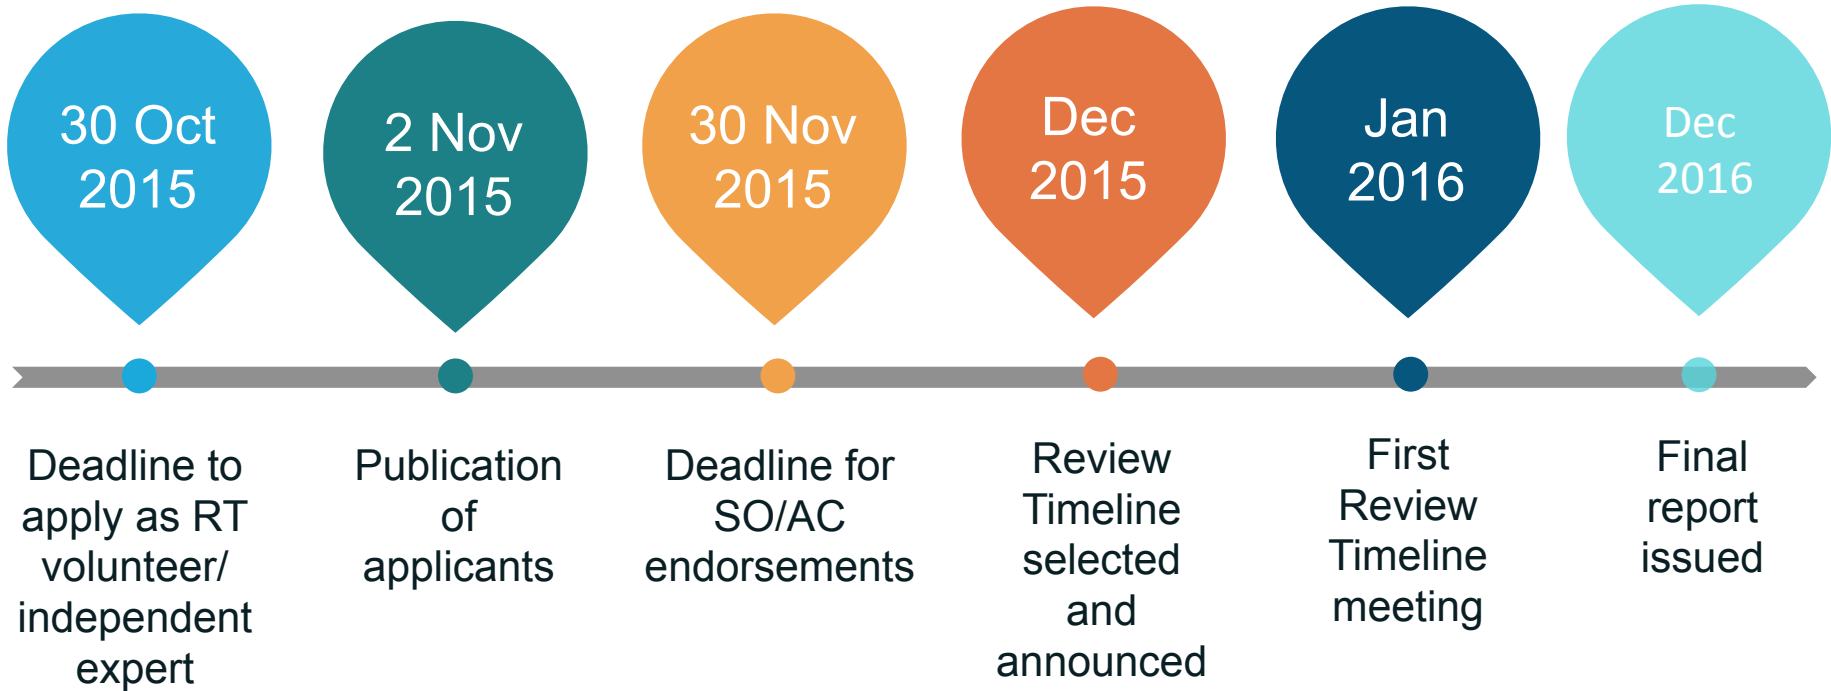 30 Oct
2015
2 Nov
2015
30 Nov
2015
Dec
2015
Jan
2016
Dec
2016
Deadline to
apply as RT
volunteer/
independent
expert
Publication
of
applicants
Deadline for
SO/AC
endorsements
Review
Timeline
selected
and
announced
First
Review
Timeline
meeting
Final
report
issued